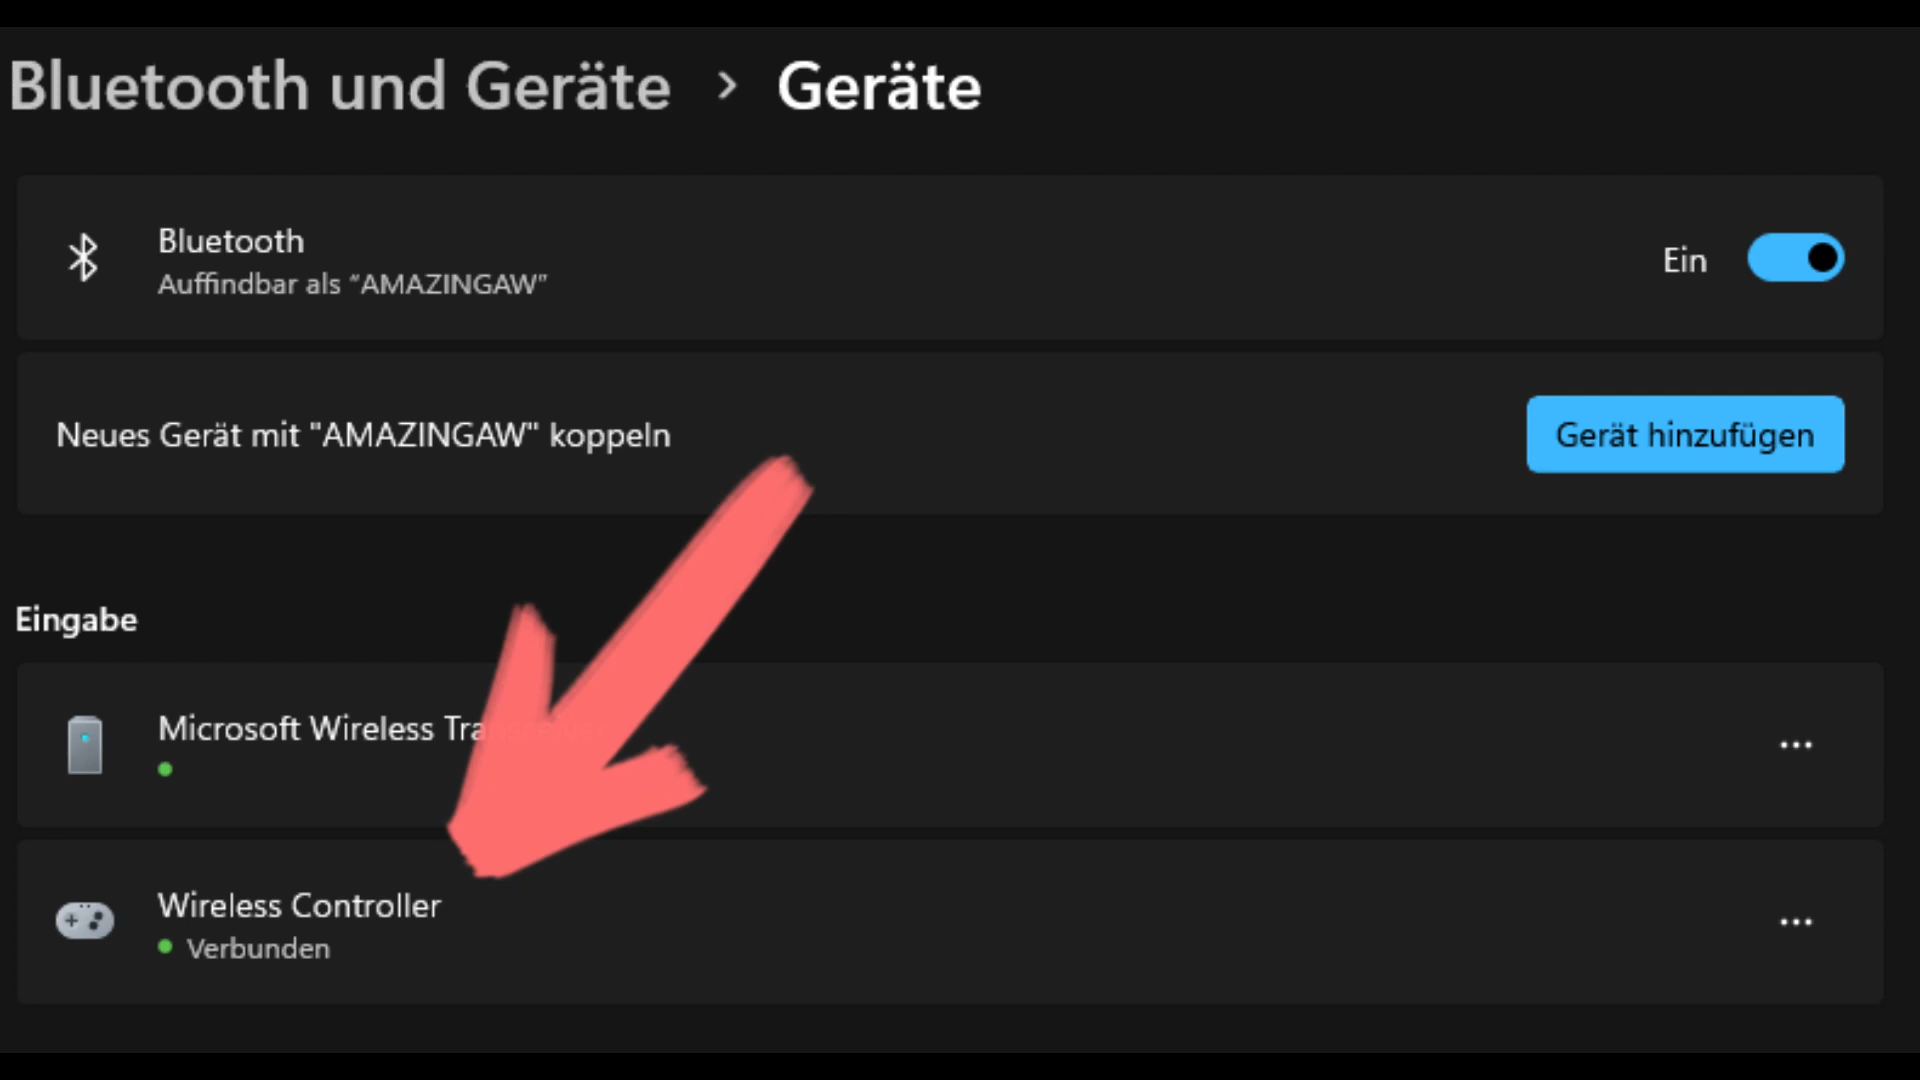 Bluetooth und Geräte > Geräte
Bluetooth
Auffindbar als “AMAZINGAW”
Ein
Neues Gerät mit "AMAZINGAW" koppeln
Gerät hinzufügen
Eingabe
Microsoft Wireless Transceiver
Wireless Controller
Verbunden